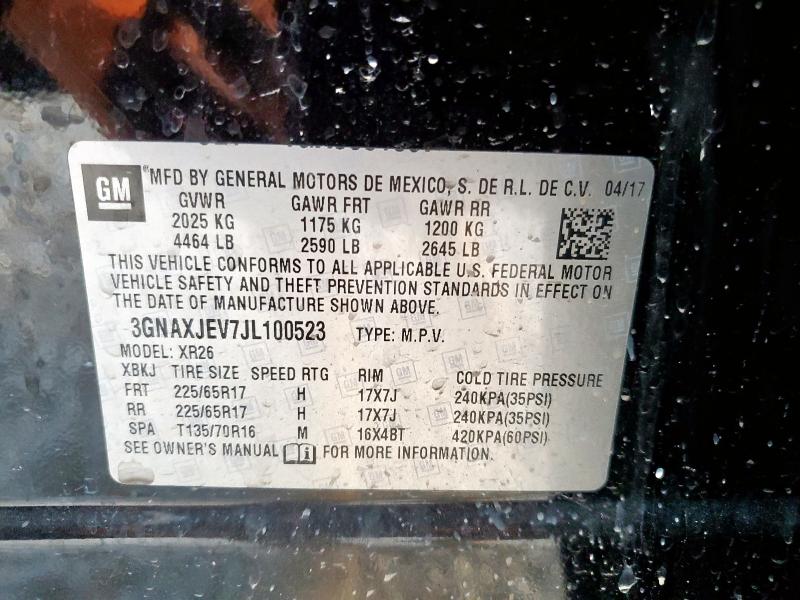 GM ®MFD BY GENERAL MOTORS DE MEXICO, S. DE R.L. DE C.V. 04/17
GVWR GAWR FRT GAWR RR
2025 KG 1175 KG 1200 KG
4464 LB 2590 LB 2645 LB
THIS VEHICLE CONFORMS TO ALL APPLICABLE U.S. FEDERAL MOTOR
VEHICLE SAFETY AND THEFT PREVENTION STANDARDS IN EFFECT ON
THE DATE OF MANUFACTURE SHOWN ABOVE.
3GNAXJEV7JL100523 TYPE: M.P.V.
MODEL: XR26
XBKJ TIRE SIZE SPEED RTG RIM COLD TIRE PRESSURE
FRT 225/65R17 H 17X7J 240KPA(35PSI)
RR 225/65R17 H 17X7J 240KPA(35PSI)
SPA T135/70R16 M 16X4BT 420KPA(60PSI)
SEE OWNER'S MANUAL i FOR MORE INFORMATION.